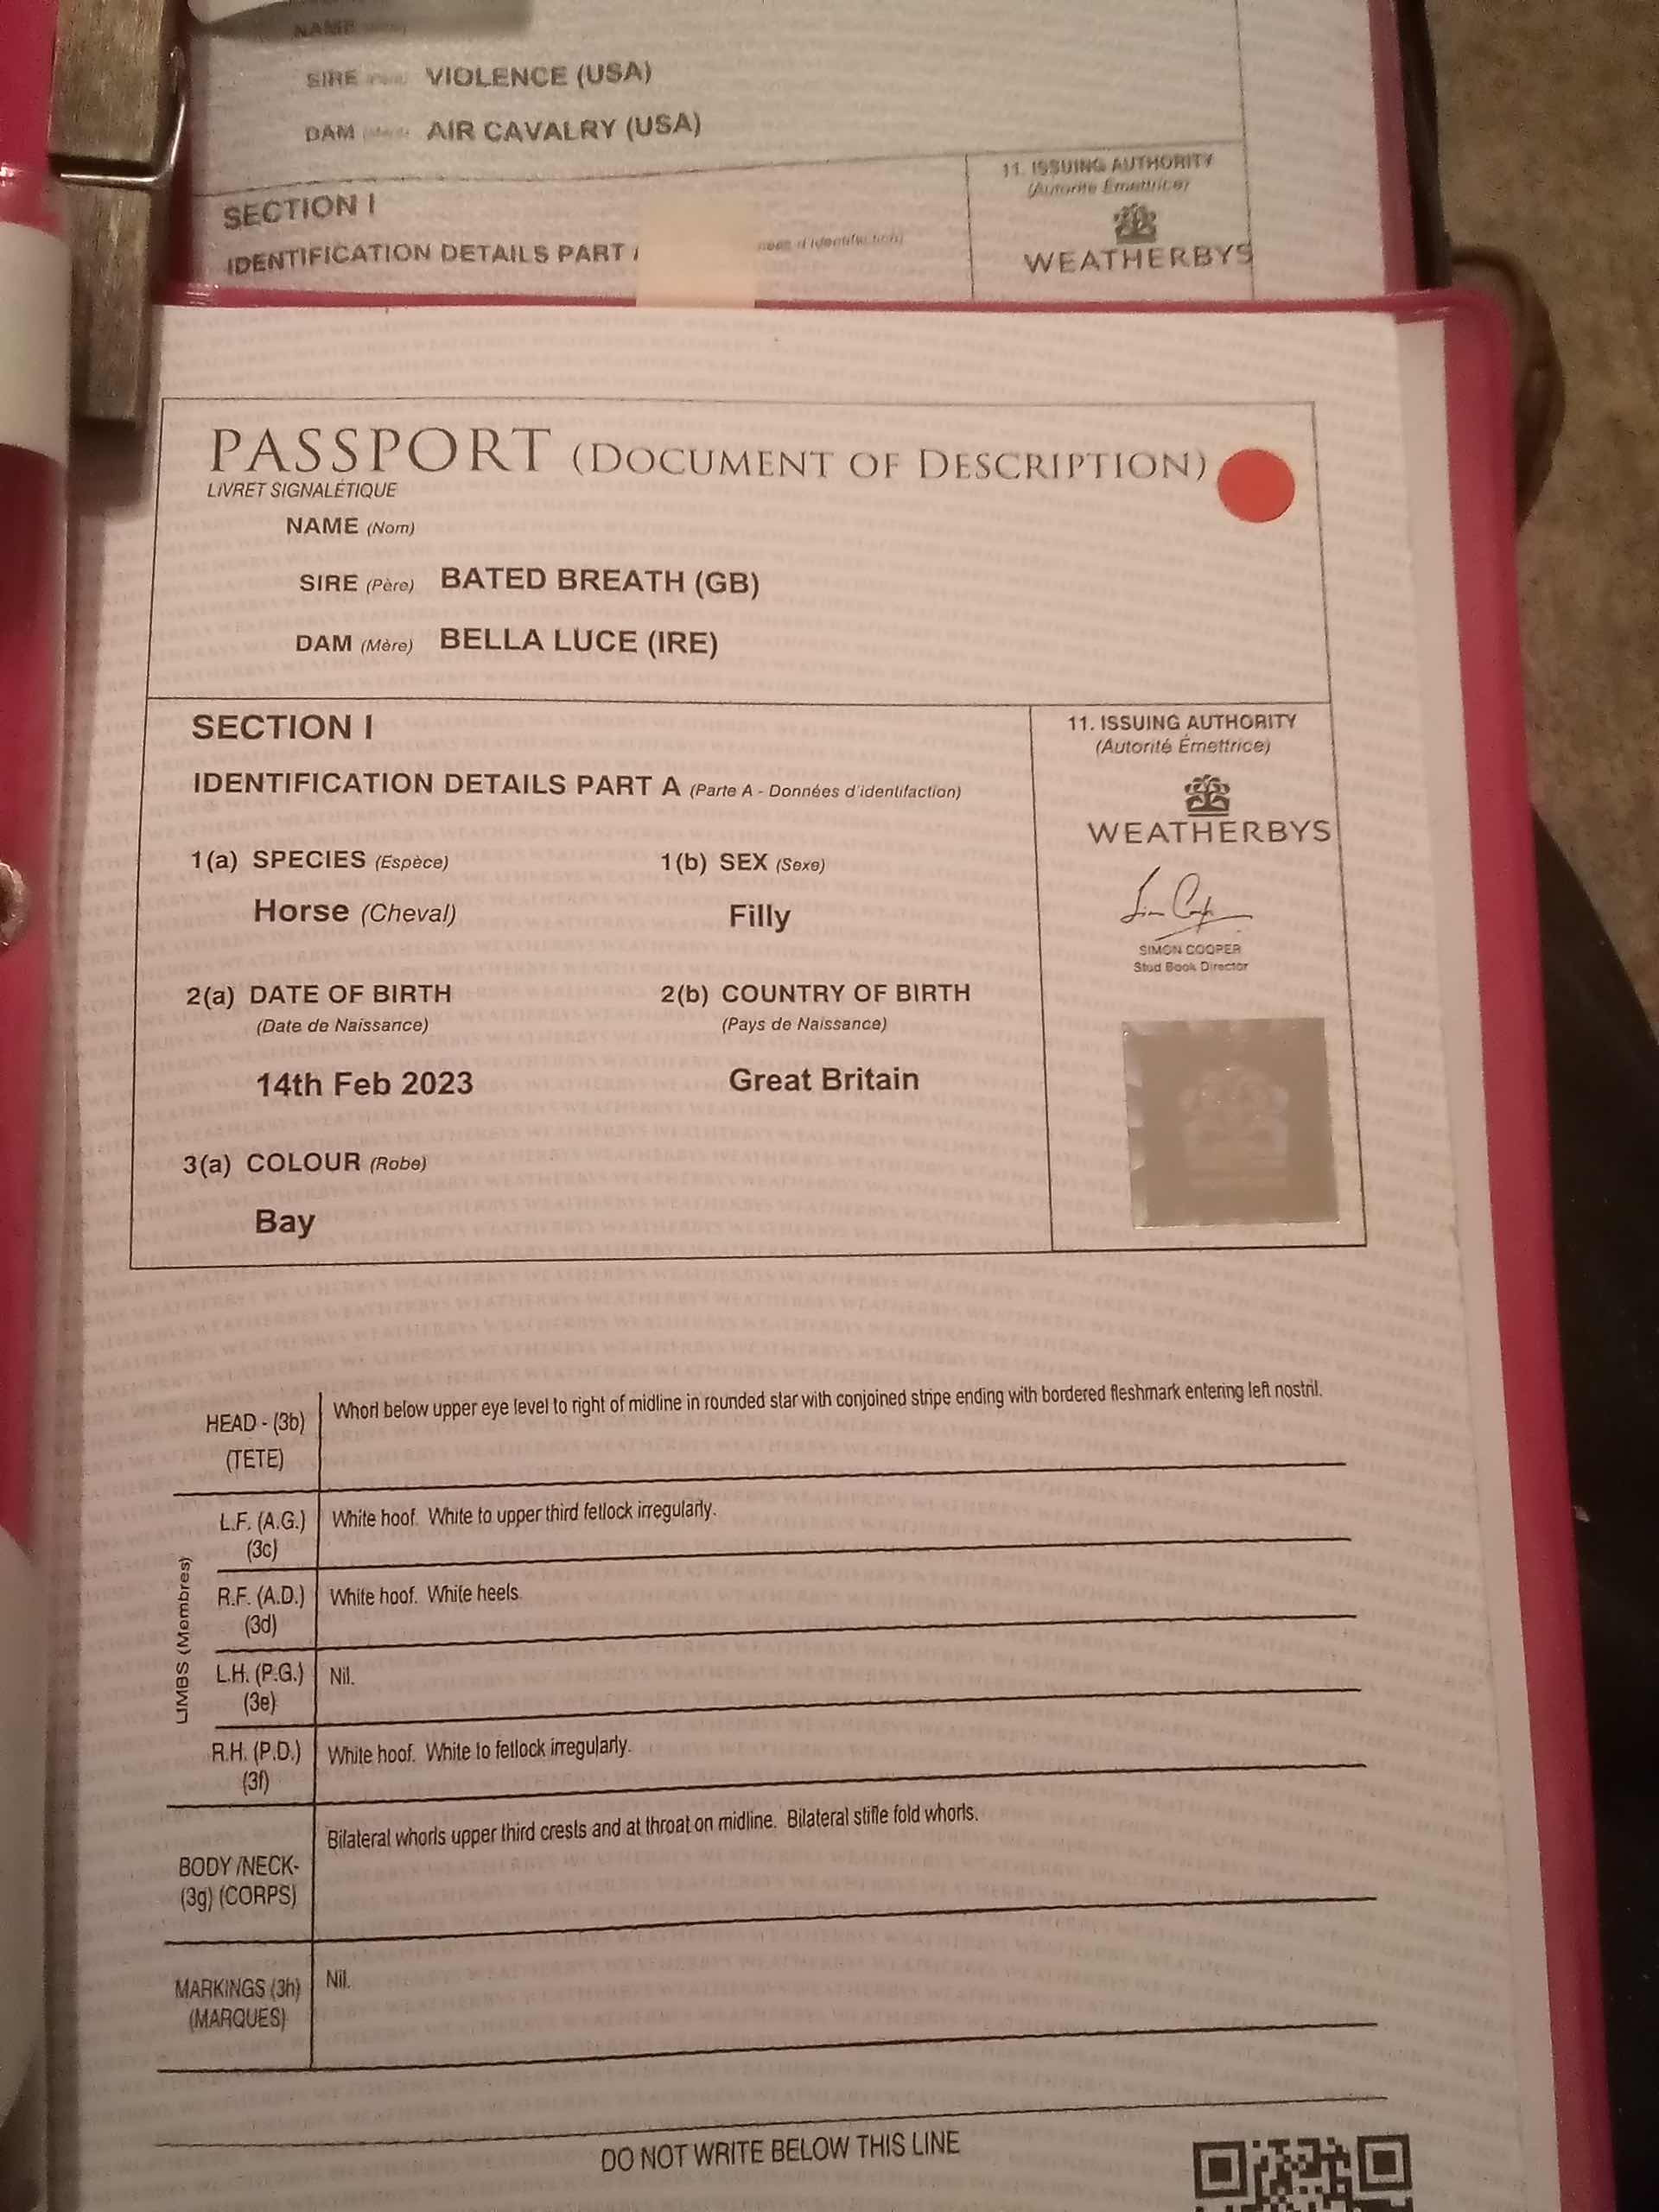 NAME
SIRE VIOLENCE (USA)
DAM AIR CAVALRY (USA)
SECTION I
11. ISSUING AUTHORITY
(Autorité Émettrice)
IDENTIFICATION DETAILS PART
WEATHERBYS
PASSPORT (DOCUMENT OF DESCRIPTION)
LIVRET SIGNALÉTIQUE
NAME (Nom)
SIRE (Père) BATED BREATH (GB)
DAM (Mère) BELLA LUCE (IRE)
SECTION I
11. ISSUING AUTHORITY
(Autorité Émettrice)
IDENTIFICATION DETAILS PART A (Parte A - Données d'identifaction)
WEATHERBYS
1(a) SPECIES (Espèce) 1(b) SEX (Sexe)
Horse (Cheval) Filly
SIMON COOPER
Stud Book Director
2(a) DATE OF BIRTH 2(b) COUNTRY OF BIRTH
(Date de Naissance) (Pays de Naissance)
14th Feb 2023 Great Britain
3(a) COLOUR (Robe)
Bay
HEAD - (3b) Whorl below upper eye level to right of midline in rounded star with conjoined stripe ending with bordered fleshmark entering left nostril.
(TETE)
LIMBS (Membres)
L.F. (A.G.) White hoof. White to upper third fetlock irregularly.
(3c)
R.F. (A.D.) White hoof. White heels.
(3d)
L.H. (P.G.) Nil.
(3e)
R.H. (P.D.) White hoof. White to fetlock irregularly.
(3f)
Bilateral whorls upper third crests and at throat on midline. Bilateral stifle fold whorls.
BODY /NECK-
(3g) (CORPS)
MARKINGS (3h) Nil.
(MARQUES)
DO NOT WRITE BELOW THIS LINE